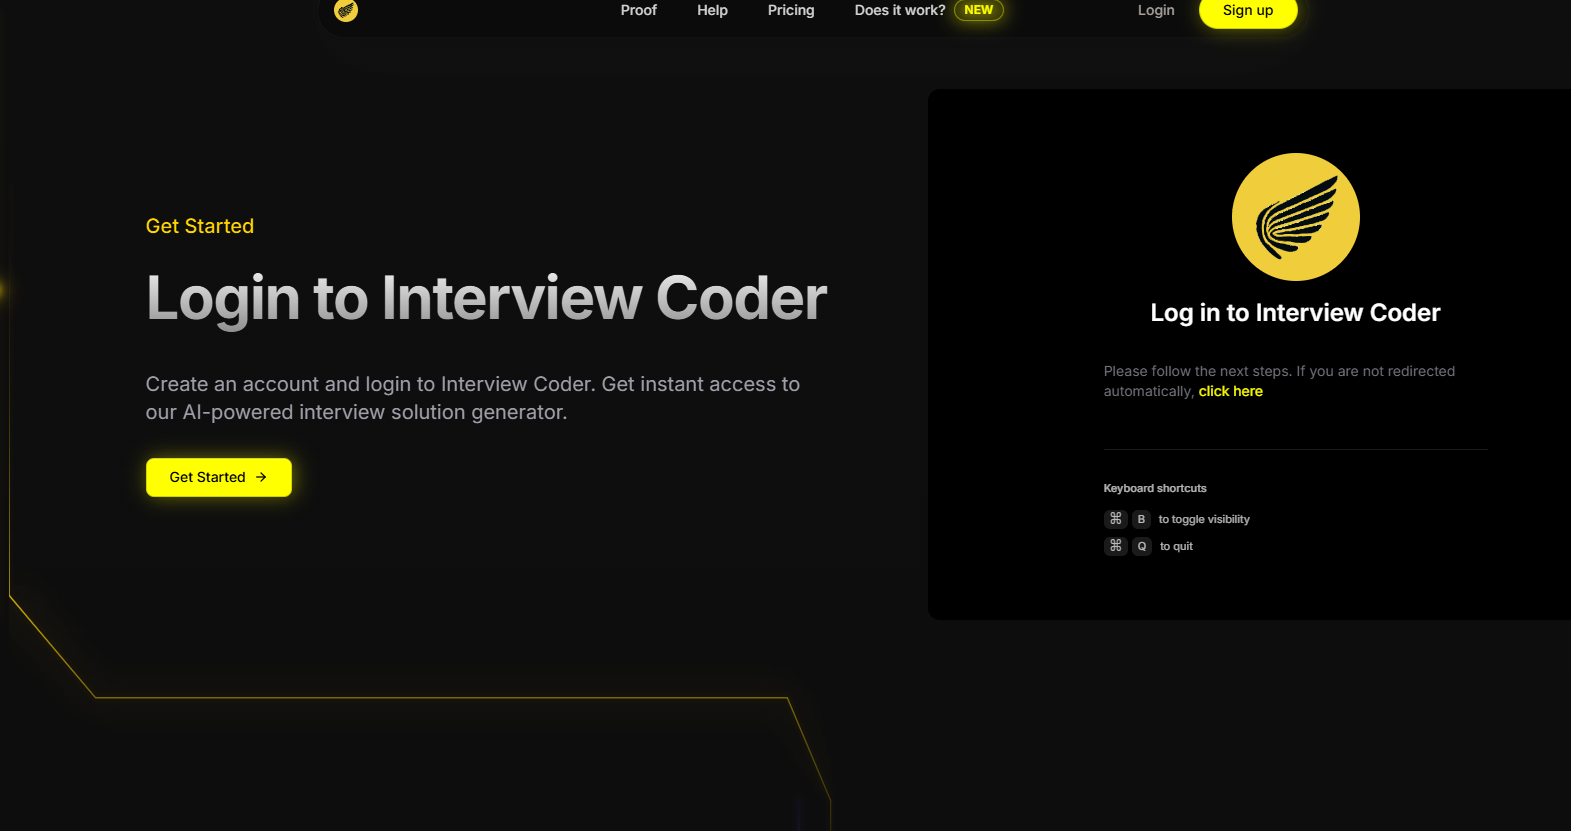 Proof Help Pricing Does it work? NEW Login Sign up
Get Started
Login to Interview Coder
Create an account and login to Interview Coder. Get instant access to
our AI-powered interview solution generator.
Get Started →
Log in to Interview Coder
Please follow the next steps. If you are not redirected
automatically, click here
Keyboard shortcuts
⌘ B to toggle visibility
⌘ Q to quit